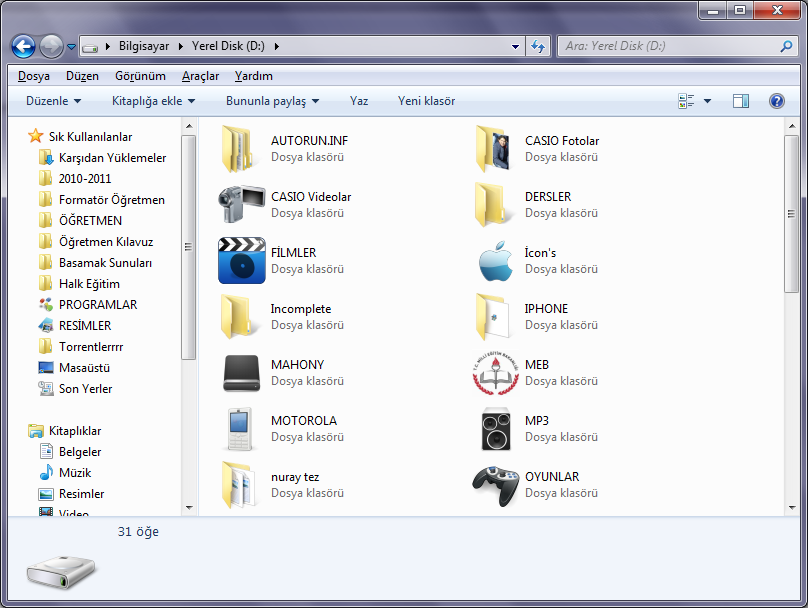 Bilgisayar Yerel Disk (D:)
Ara: Yerel Disk (D:)
Dosya Düzen Görünüm Araçlar Yardım
Düzenle Kitaplığa ekle Bununla paylaş Yaz Yeni klasör
Sık Kullanılanlar
Karşıdan Yüklemeler
2010-2011
Formatör Öğretmen
ÖĞRETMEN
Öğretmen Kılavuz
Basamak Sunuları
Halk Eğitim
PROGRAMLAR
RESİMLER
Torrentlerrrr
Masaüstü
Son Yerler
Kitaplıklar
Belgeler
Müzik
Resimler
Video
AUTORUN.INF
Dosya klasörü
CASIO Fotolar
Dosya klasörü
CASIO Videolar
Dosya klasörü
DERSLER
Dosya klasörü
FİLMLER
Dosya klasörü
İcon's
Dosya klasörü
Incomplete
Dosya klasörü
IPHONE
Dosya klasörü
MAHONY
Dosya klasörü
MEB
Dosya klasörü
MOTOROLA
Dosya klasörü
MP3
Dosya klasörü
nuray tez
Dosya klasörü
OYUNLAR
Dosya klasörü
31 öğe